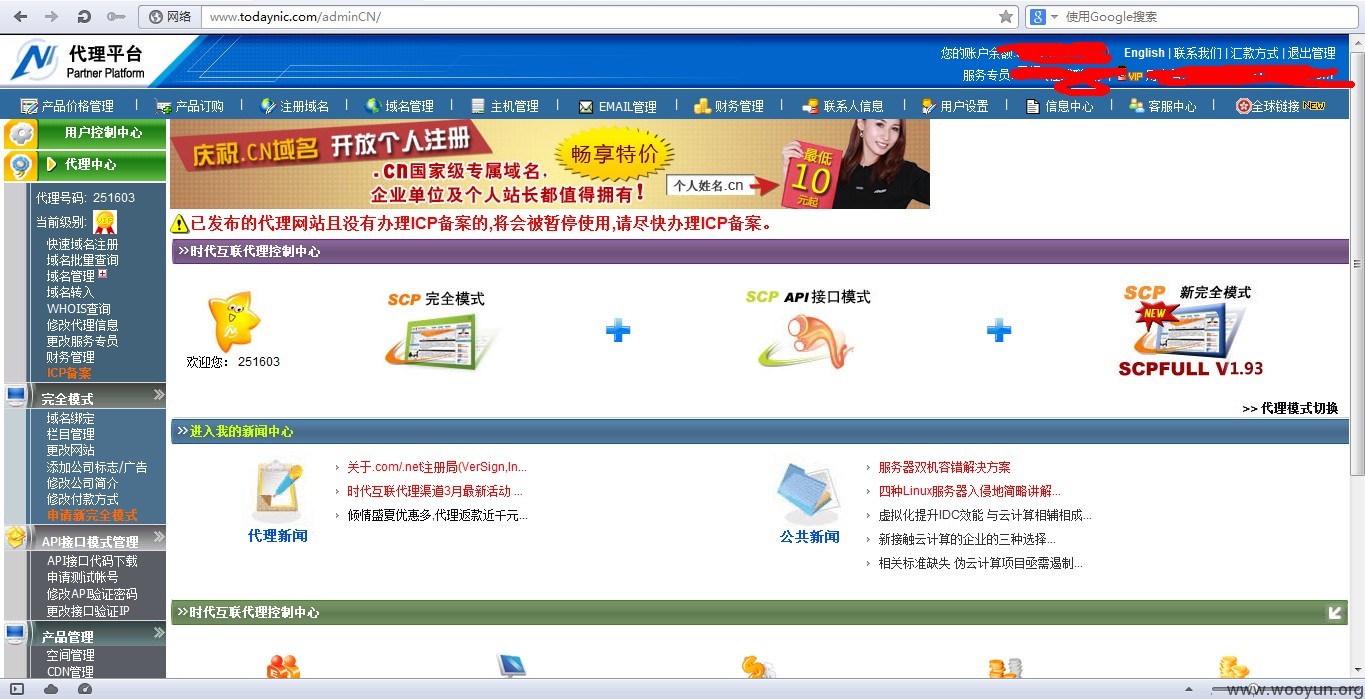 网络
www.todaynic.com/adminCN/
使用Google搜索
代理平台
Partner Platform
您的账户余额:
English | 联系我们 | 汇款方式 | 退出管理
服务专员:
VIP
产品价格管理 | 产品订购 | 注册域名 | 域名管理 | 主机管理 | EMAIL管理 | 财务管理 | 联系人信息 | 用户设置 | 信息中心 | 客服中心 | 全球链接 NEW
用户控制中心
代理中心
代理号码: 251603
当前级别:
快速域名注册
域名批量查询
域名管理
域名转入
WHOIS查询
修改代理信息
更改服务专员
财务管理
ICP备案
完全模式
域名绑定
栏目管理
更改网站
添加公司标志/广告
修改公司简介
修改付款方式
申请新完全模式
API接口模式管理
API接口代码下载
申请测试帐号
修改API验证密码
更改接口验证IP
产品管理
空间管理
CDN管理
庆祝.CN域名 开放个人注册
.CN国家级专属域名.
企业单位及个人站长都值得拥有!
畅享特价
个人姓名.cn
最低
10
元起
已发布的代理网站且没有办理ICP备案的,将会被暂停使用,请尽快办理ICP备案。
>>时代互联代理控制中心
欢迎您: 251603
SCP 完全模式
SCP API接口模式
SCP 新完全模式
NEW
SCPFULL V1.93
>> 代理模式切换
>>进入我的新闻中心
代理新闻
关于.com/.net注册局(VerSign,In...
时代互联代理渠道3月最新活动 ...
倾情盛夏优惠多,代理返款近千元...
公共新闻
服务器双机容错解决方案
四种Linux服务器入侵地简略讲解...
虚拟化提升IDC效能 与云计算相辅相成...
新接触云计算的企业的三种选择...
相关标准缺失 伪云计算项目亟需遏制...
>>时代互联代理控制中心
www.wooyun.org